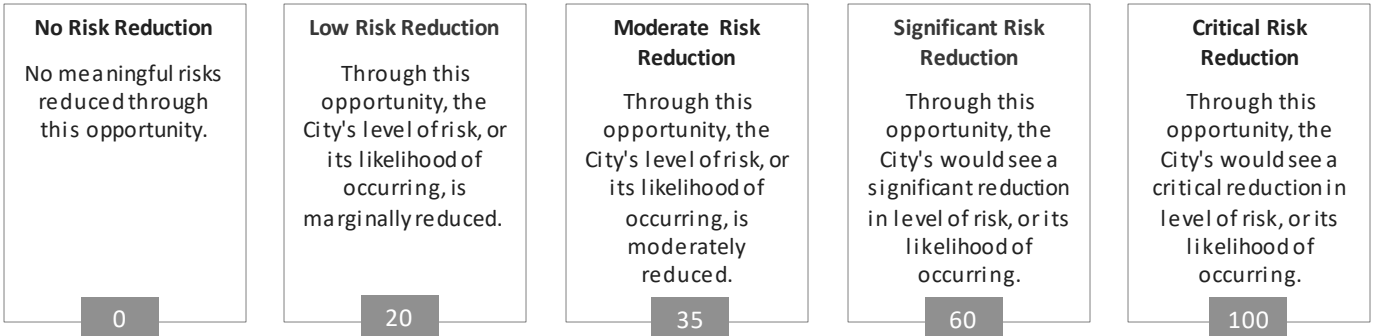 No Risk Reduction
No meaningful risks
reduced through
this opportunity.
0
Low Risk Reduction
Through this
opportunity, the
City's level of risk, or
its likelihood of
occurring, is
marginally reduced.
20
Moderate Risk
Reduction
Through this
opportunity, the
City's level of risk, or
its likelihood of
occurring, is
moderately
reduced.
35
Significant Risk
Reduction
Through this
opportunity, the
City's would see a
significant reduction
in level of risk, or its
likelihood of
occurring.
60
Critical Risk
Reduction
Through this
opportunity, the
City's would see a
critical reduction in
level of risk, or its
likelihood of
occurring.
100